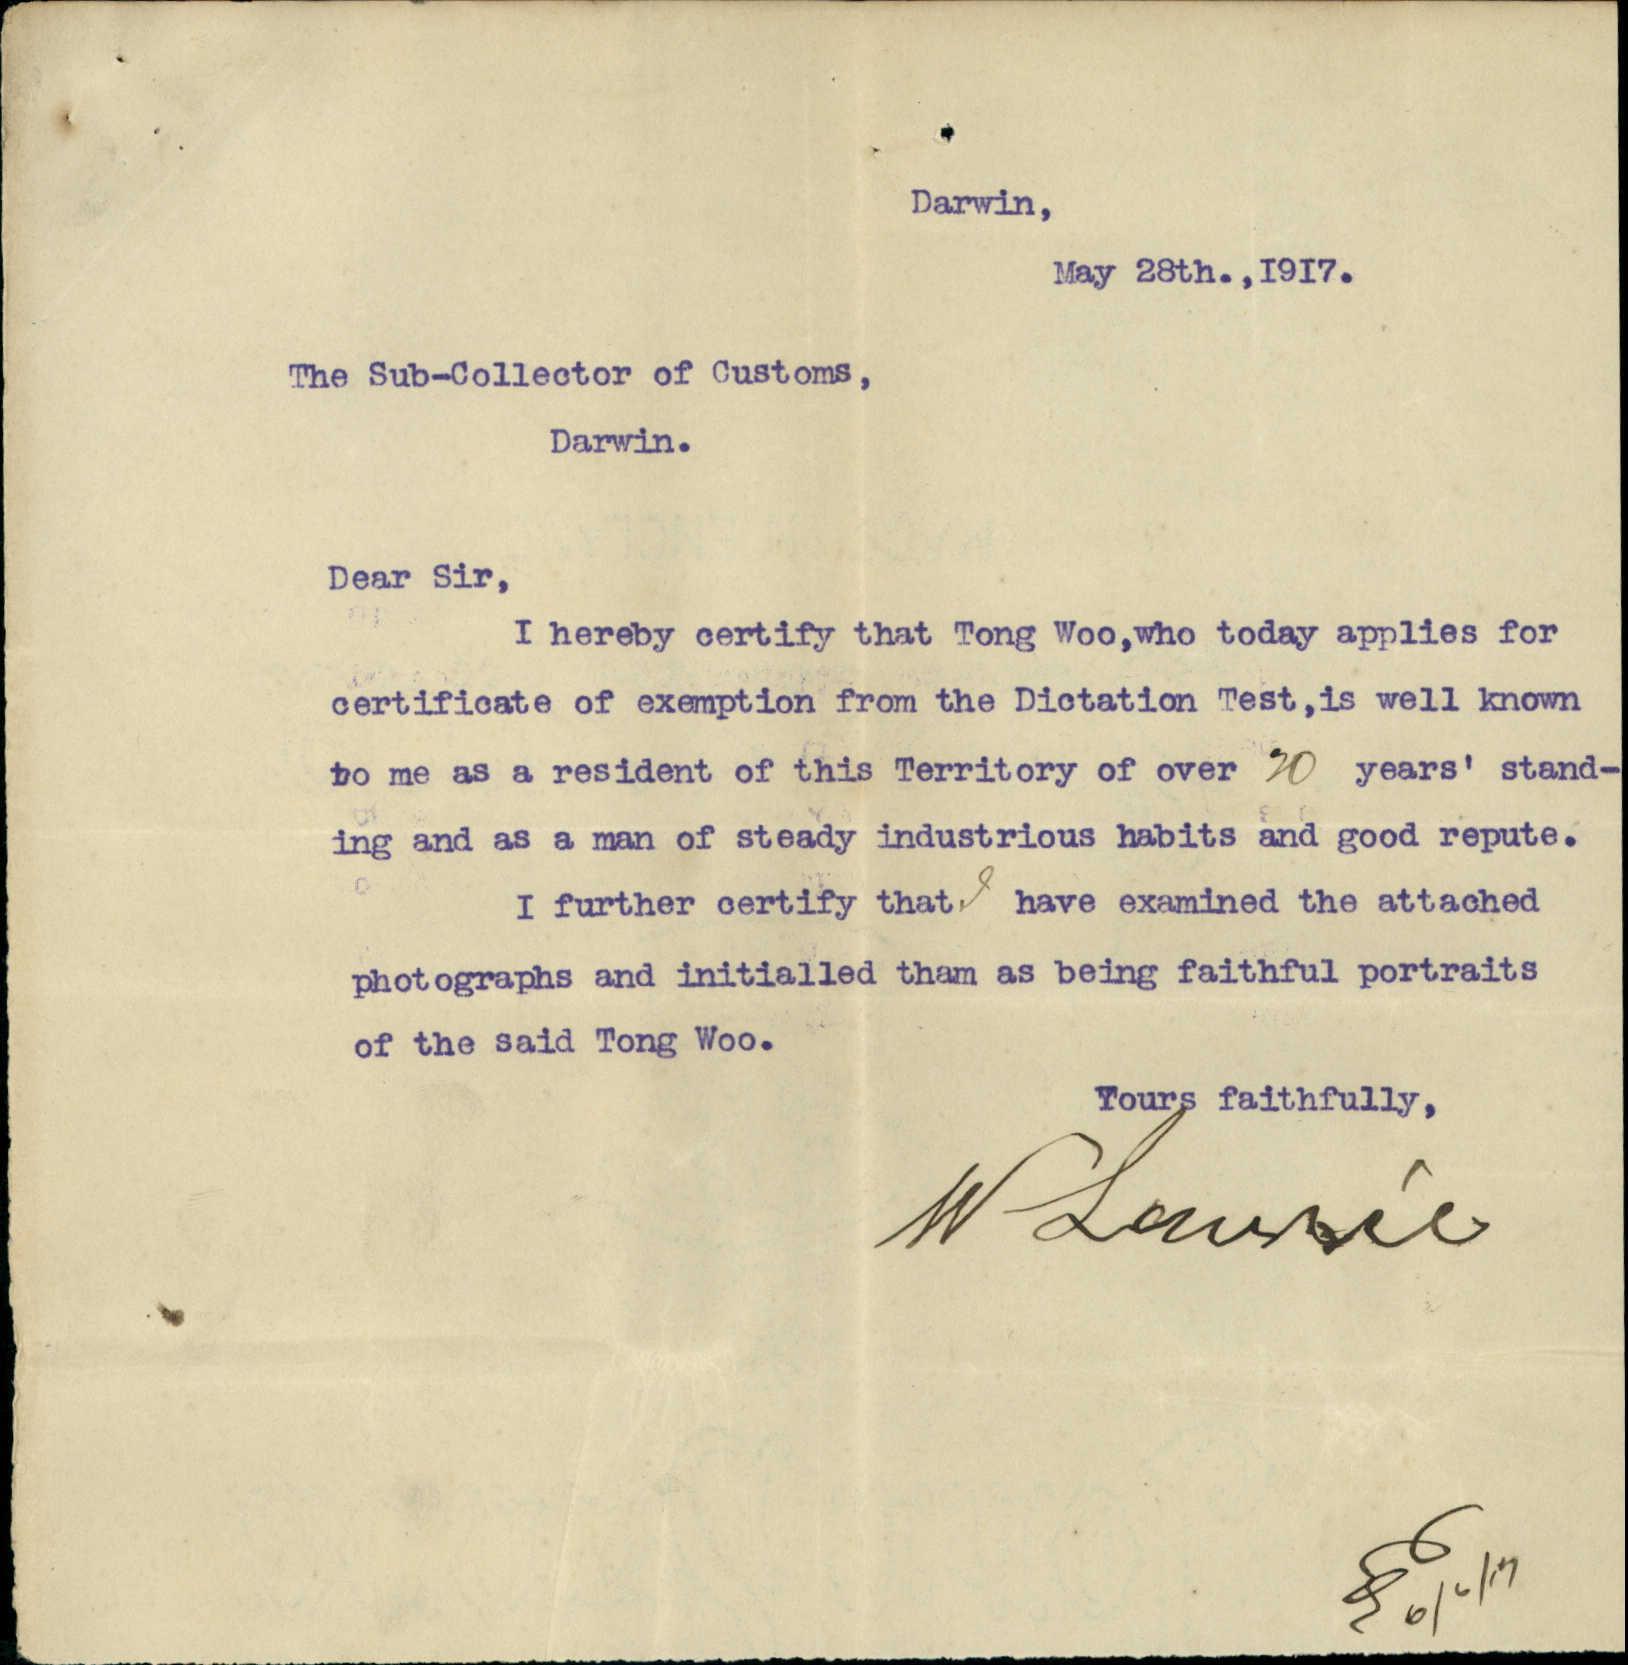 Darwin,
May 28th.,I9I7.
The Sub-Collector of Customs,
Darwin.
Dear Sir,
I hereby certify that Tong Woo,who today applies for
certificate of exemption from the Dictation Test,is well known
to me as a resident of this Territory of over 20 years' stand-
ing and as a man of steady industrious habits and good repute.
I further certify that I have examined the attached
photographs and initialled tham as being faithful portraits
of the said Tong Woo.
Yours faithfully,
W Lawrie
6/6/17